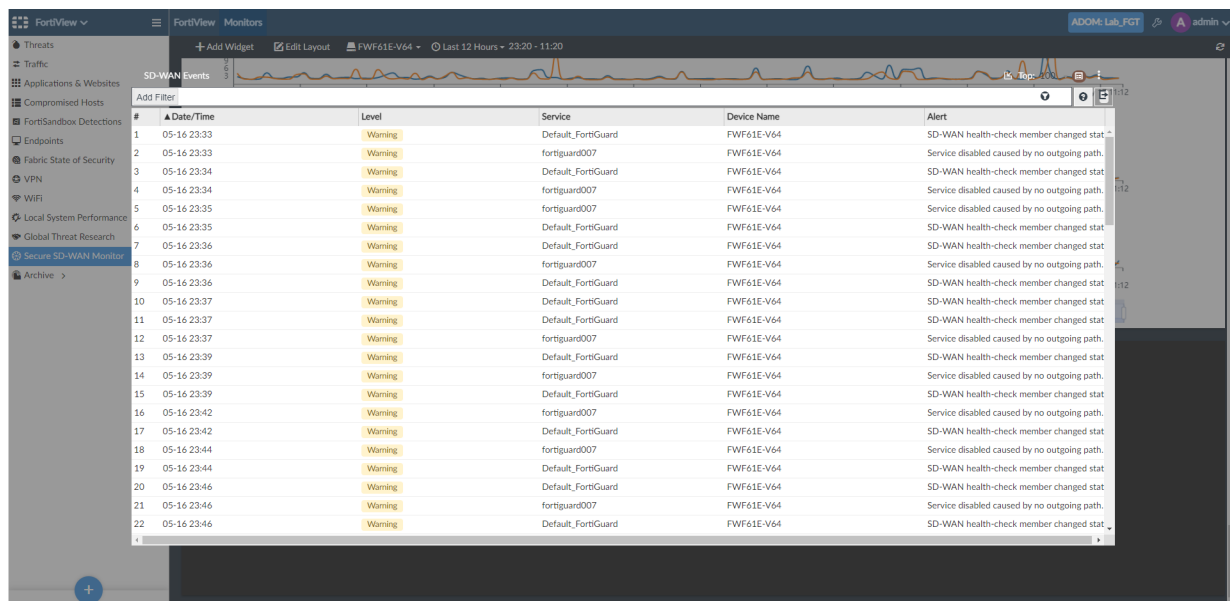 FortiView FortiView Monitors ADOM: Lab_FGT A admin
Threats
Traffic
Applications & Websites
Compromised Hosts
FortiSandbox Detections
Endpoints
Fabric State of Security
VPN
WiFi
Local System Performance
Global Threat Research
Secure SD-WAN Monitor
Archive
Add Widget Edit Layout FWF61E-V64 Last 12 Hours 23:20 - 11:20
SD-WAN Events 6 3 Top: 100
Add Filter
# Date/Time Level Service Device Name Alert
1 05-16 23:33 Warning Default_FortiGuard FWF61E-V64 SD-WAN health-check member changed stat
2 05-16 23:33 Warning fortiguard007 FWF61E-V64 Service disabled caused by no outgoing path.
3 05-16 23:34 Warning Default_FortiGuard FWF61E-V64 SD-WAN health-check member changed stat
4 05-16 23:34 Warning fortiguard007 FWF61E-V64 Service disabled caused by no outgoing path.
5 05-16 23:35 Warning fortiguard007 FWF61E-V64 Service disabled caused by no outgoing path.
6 05-16 23:35 Warning Default_FortiGuard FWF61E-V64 SD-WAN health-check member changed stat
7 05-16 23:36 Warning Default_FortiGuard FWF61E-V64 SD-WAN health-check member changed stat
8 05-16 23:36 Warning fortiguard007 FWF61E-V64 Service disabled caused by no outgoing path.
9 05-16 23:36 Warning Default_FortiGuard FWF61E-V64 SD-WAN health-check member changed stat
10 05-16 23:37 Warning Default_FortiGuard FWF61E-V64 SD-WAN health-check member changed stat
11 05-16 23:37 Warning Default_FortiGuard FWF61E-V64 SD-WAN health-check member changed stat
12 05-16 23:37 Warning fortiguard007 FWF61E-V64 Service disabled caused by no outgoing path.
13 05-16 23:39 Warning Default_FortiGuard FWF61E-V64 SD-WAN health-check member changed stat
14 05-16 23:39 Warning fortiguard007 FWF61E-V64 Service disabled caused by no outgoing path.
15 05-16 23:39 Warning Default_FortiGuard FWF61E-V64 SD-WAN health-check member changed stat
16 05-16 23:42 Warning fortiguard007 FWF61E-V64 Service disabled caused by no outgoing path.
17 05-16 23:42 Warning Default_FortiGuard FWF61E-V64 SD-WAN health-check member changed stat
18 05-16 23:44 Warning fortiguard007 FWF61E-V64 Service disabled caused by no outgoing path.
19 05-16 23:44 Warning Default_FortiGuard FWF61E-V64 SD-WAN health-check member changed stat
20 05-16 23:46 Warning Default_FortiGuard FWF61E-V64 SD-WAN health-check member changed stat
21 05-16 23:46 Warning fortiguard007 FWF61E-V64 Service disabled caused by no outgoing path.
22 05-16 23:46 Warning Default_FortiGuard FWF61E-V64 SD-WAN health-check member changed stat